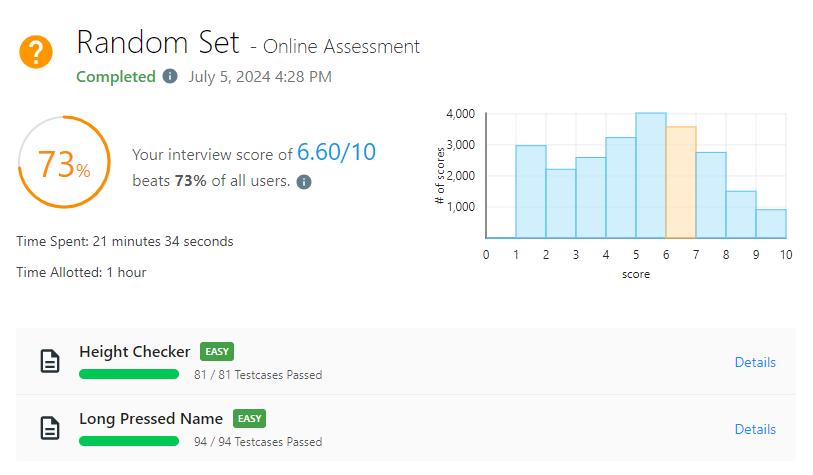 Random Set - Online Assessment
Completed July 5, 2024 4:28 PM
73%
Your interview score of 6.60/10
beats 73% of all users.
Time Spent: 21 minutes 34 seconds
Time Allotted: 1 hour
4,000
3,000
2,000
1,000
# of scores
0 1 2 3 4 5 6 7 8 9 10
score
Height Checker EASY
81 / 81 Testcases Passed
Details
Long Pressed Name EASY
94 / 94 Testcases Passed
Details